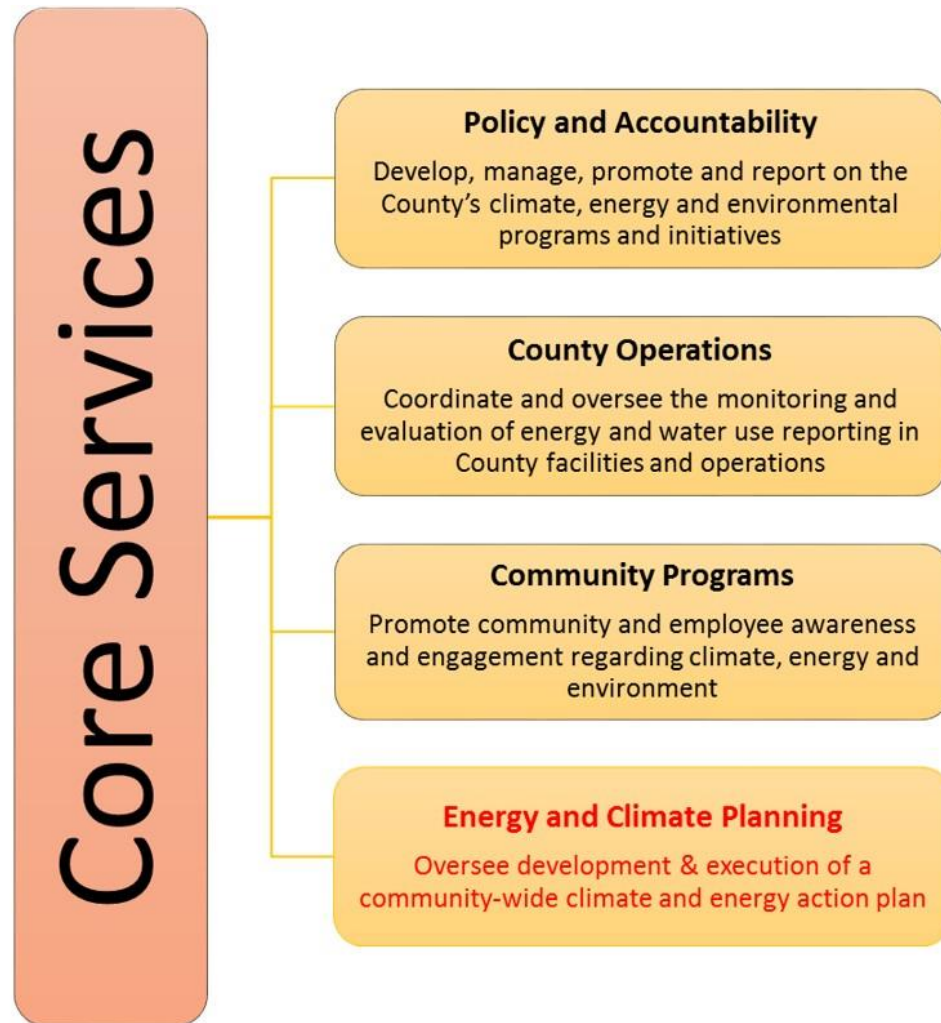 Core Services
Policy and Accountability
Develop, manage, promote and report on the
County’s climate, energy and environmental
programs and initiatives
County Operations
Coordinate and oversee the monitoring and
evaluation of energy and water use reporting in
County facilities and operations
Community Programs
Promote community and employee awareness
and engagement regarding climate, energy and
environment
Energy and Climate Planning
Oversee development & execution of a
community-wide climate and energy action plan